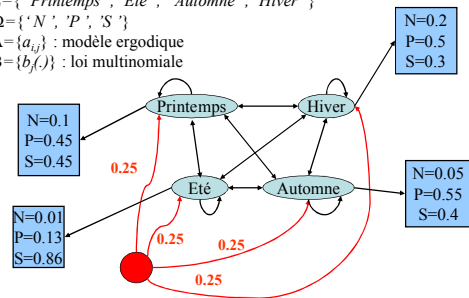 S={' Printemps ', ' Eté ', ' Automne ', ' Hiver '}
Ω={' N ', ' P ', ' S '}
A={a_{i,j}} : modèle ergodique
B={b_j(.)} : loi multinomiale
N=0.2
P=0.5
S=0.3
Printemps
Hiver
N=0.1
P=0.45
S=0.45
0.25
Eté
Automne
N=0.05
P=0.55
S=0.4
N=0.01
P=0.13
S=0.86
0.25
0.25
0.25